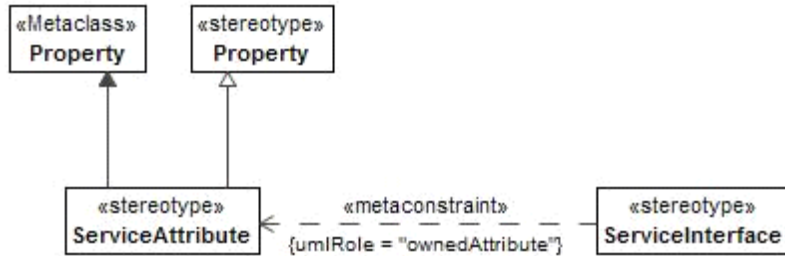 «Metaclass»
Property
«stereotype»
Property
«stereotype»
ServiceAttribute
«metaconstraint»
{umlRole = "ownedAttribute"}
«stereotype»
ServiceInterface